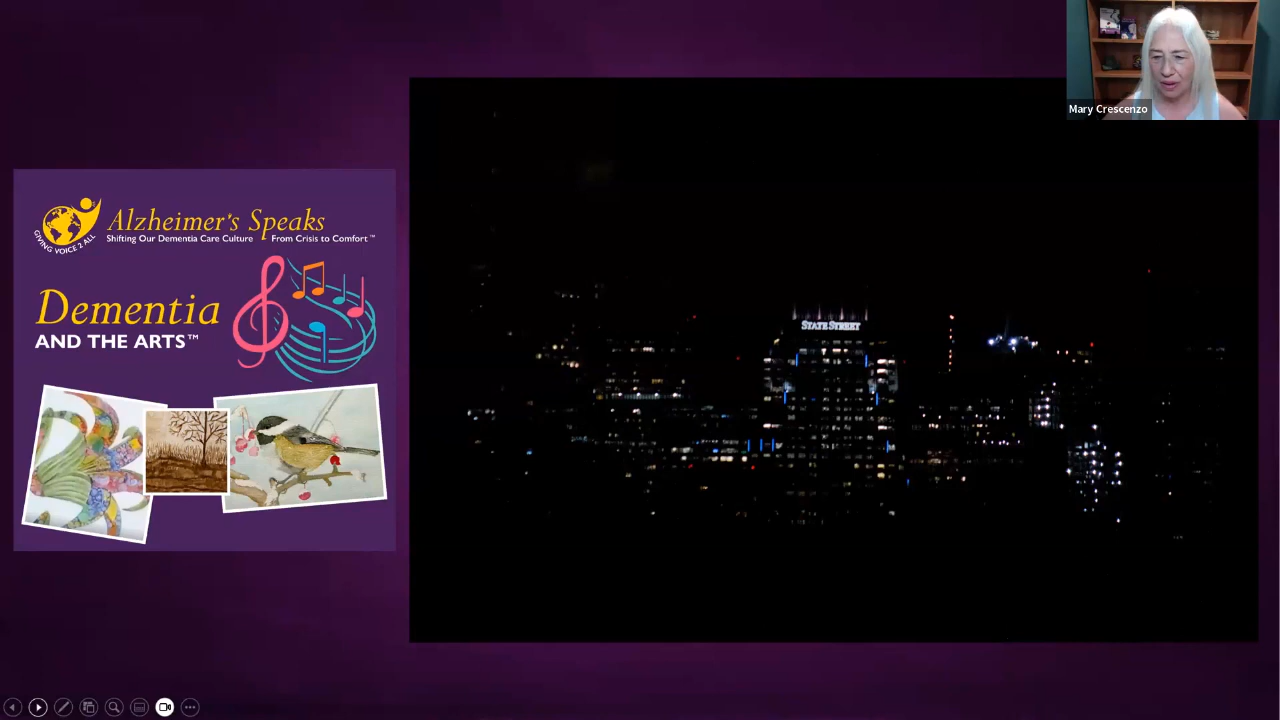 Mary Crescenzo
GIVING VOICE 2 ALL
Alzheimer's Speaks
Shifting Our Dementia Care Culture From Crisis to Comfort™
Dementia
AND THE ARTS™
STATE STREET